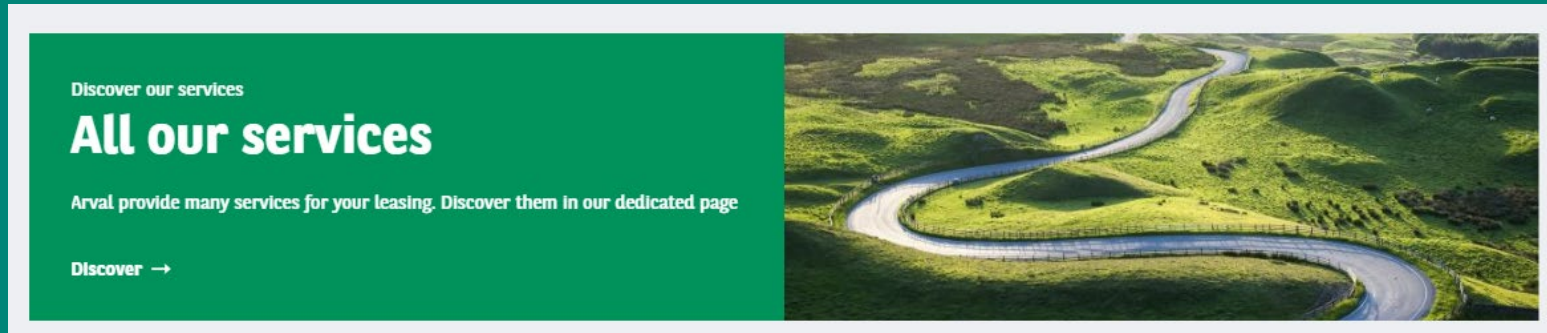 Discover our services
All our services
Arval provide many services for your leasing. Discover them in our dedicated page
Discover →